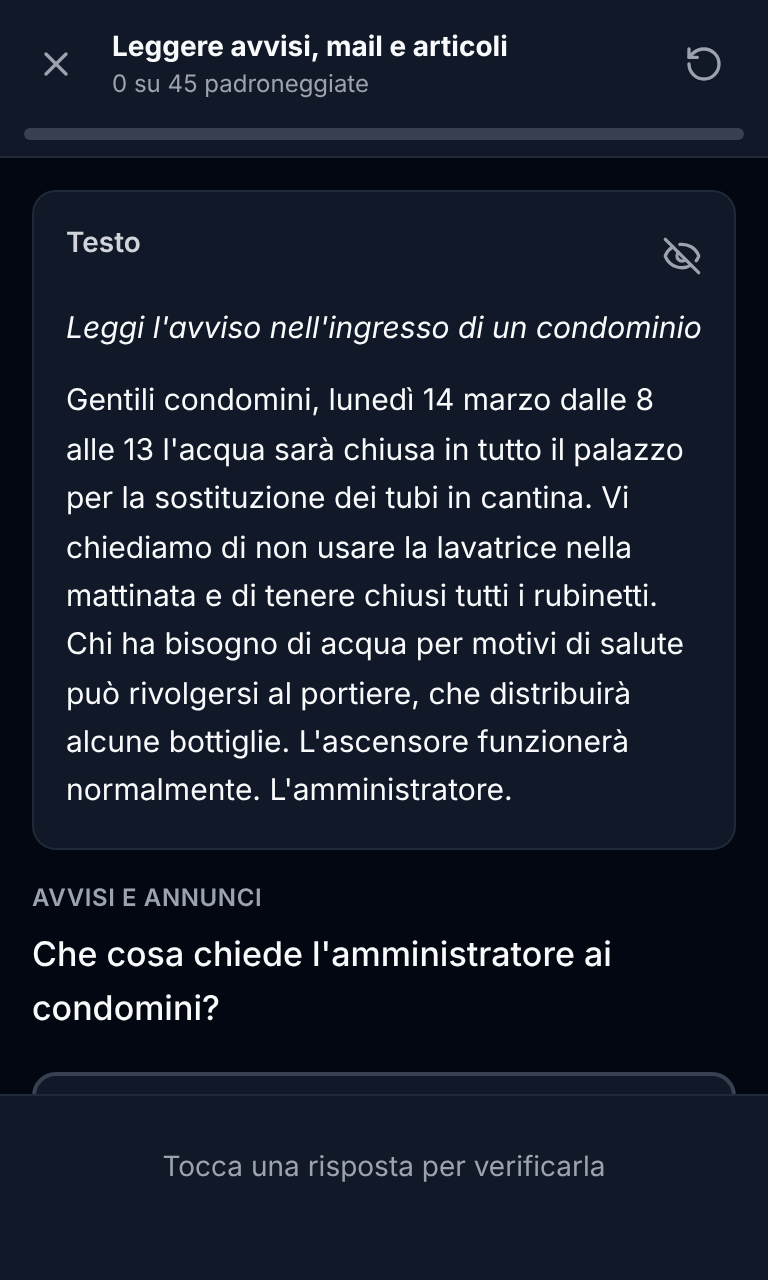 Leggere avvisi, mail e articoli
0 su 45 padroneggiate
Testo
Leggi l'avviso nell'ingresso di un condominio
Gentili condomini, lunedì 14 marzo dalle 8
alle 13 l'acqua sarà chiusa in tutto il palazzo
per la sostituzione dei tubi in cantina. Vi
chiediamo di non usare la lavatrice nella
mattinata e di tenere chiusi tutti i rubinetti.
Chi ha bisogno di acqua per motivi di salute
può rivolgersi al portiere, che distribuirà
alcune bottiglie. L'ascensore funzionerà
normalmente. L'amministratore.
AVVISI E ANNUNCI
Che cosa chiede l'amministratore ai
condomini?
Tocca una risposta per verificarla